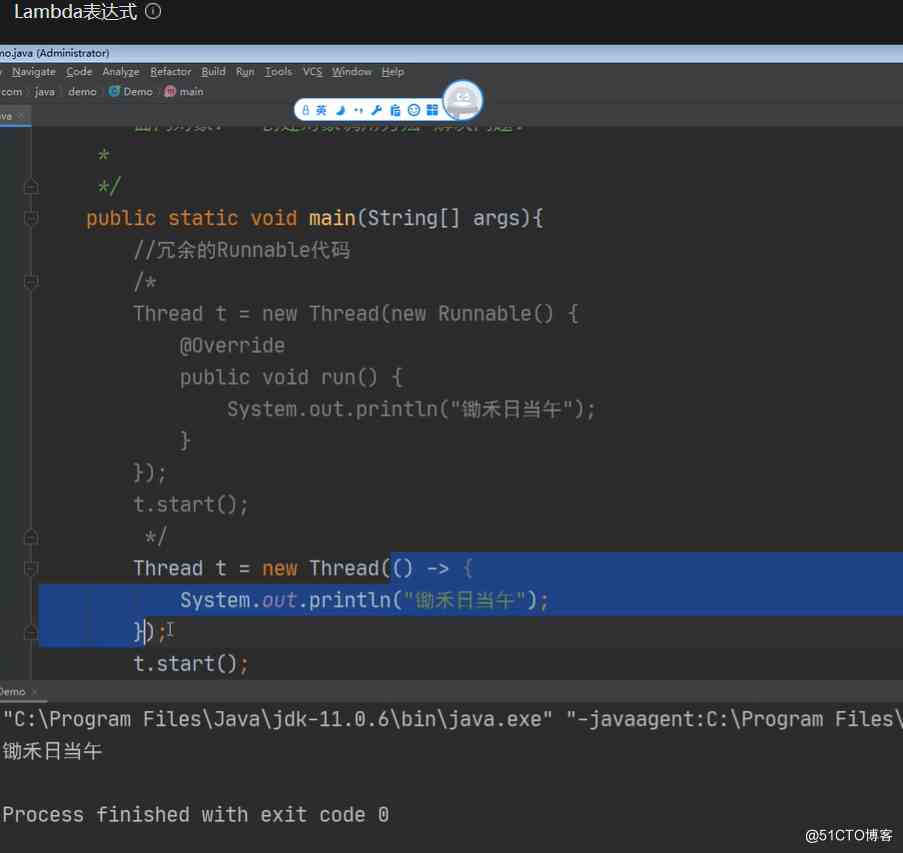 Lambda表达式
mo.java (Administrator)
Navigate Code Analyze Refactor Build Run Tools VCS Window Help
com java demo Demo main
ava
英
*
*/
public static void main(String[] args){
//冗余的Runnable代码
/*
Thread t = new Thread(new Runnable() {
@Override
public void run() {
System.out.println("锄禾日当午");
}
});
t.start();
*/
Thread t = new Thread(() -> {
System.out.println("锄禾日当午");
});
t.start();
Demo
"C:\Program Files\Java\jdk-11.0.6\bin\java.exe" "-javaagent:C:\Program Files\
锄禾日当午
Process finished with exit code 0
@51CTO博客